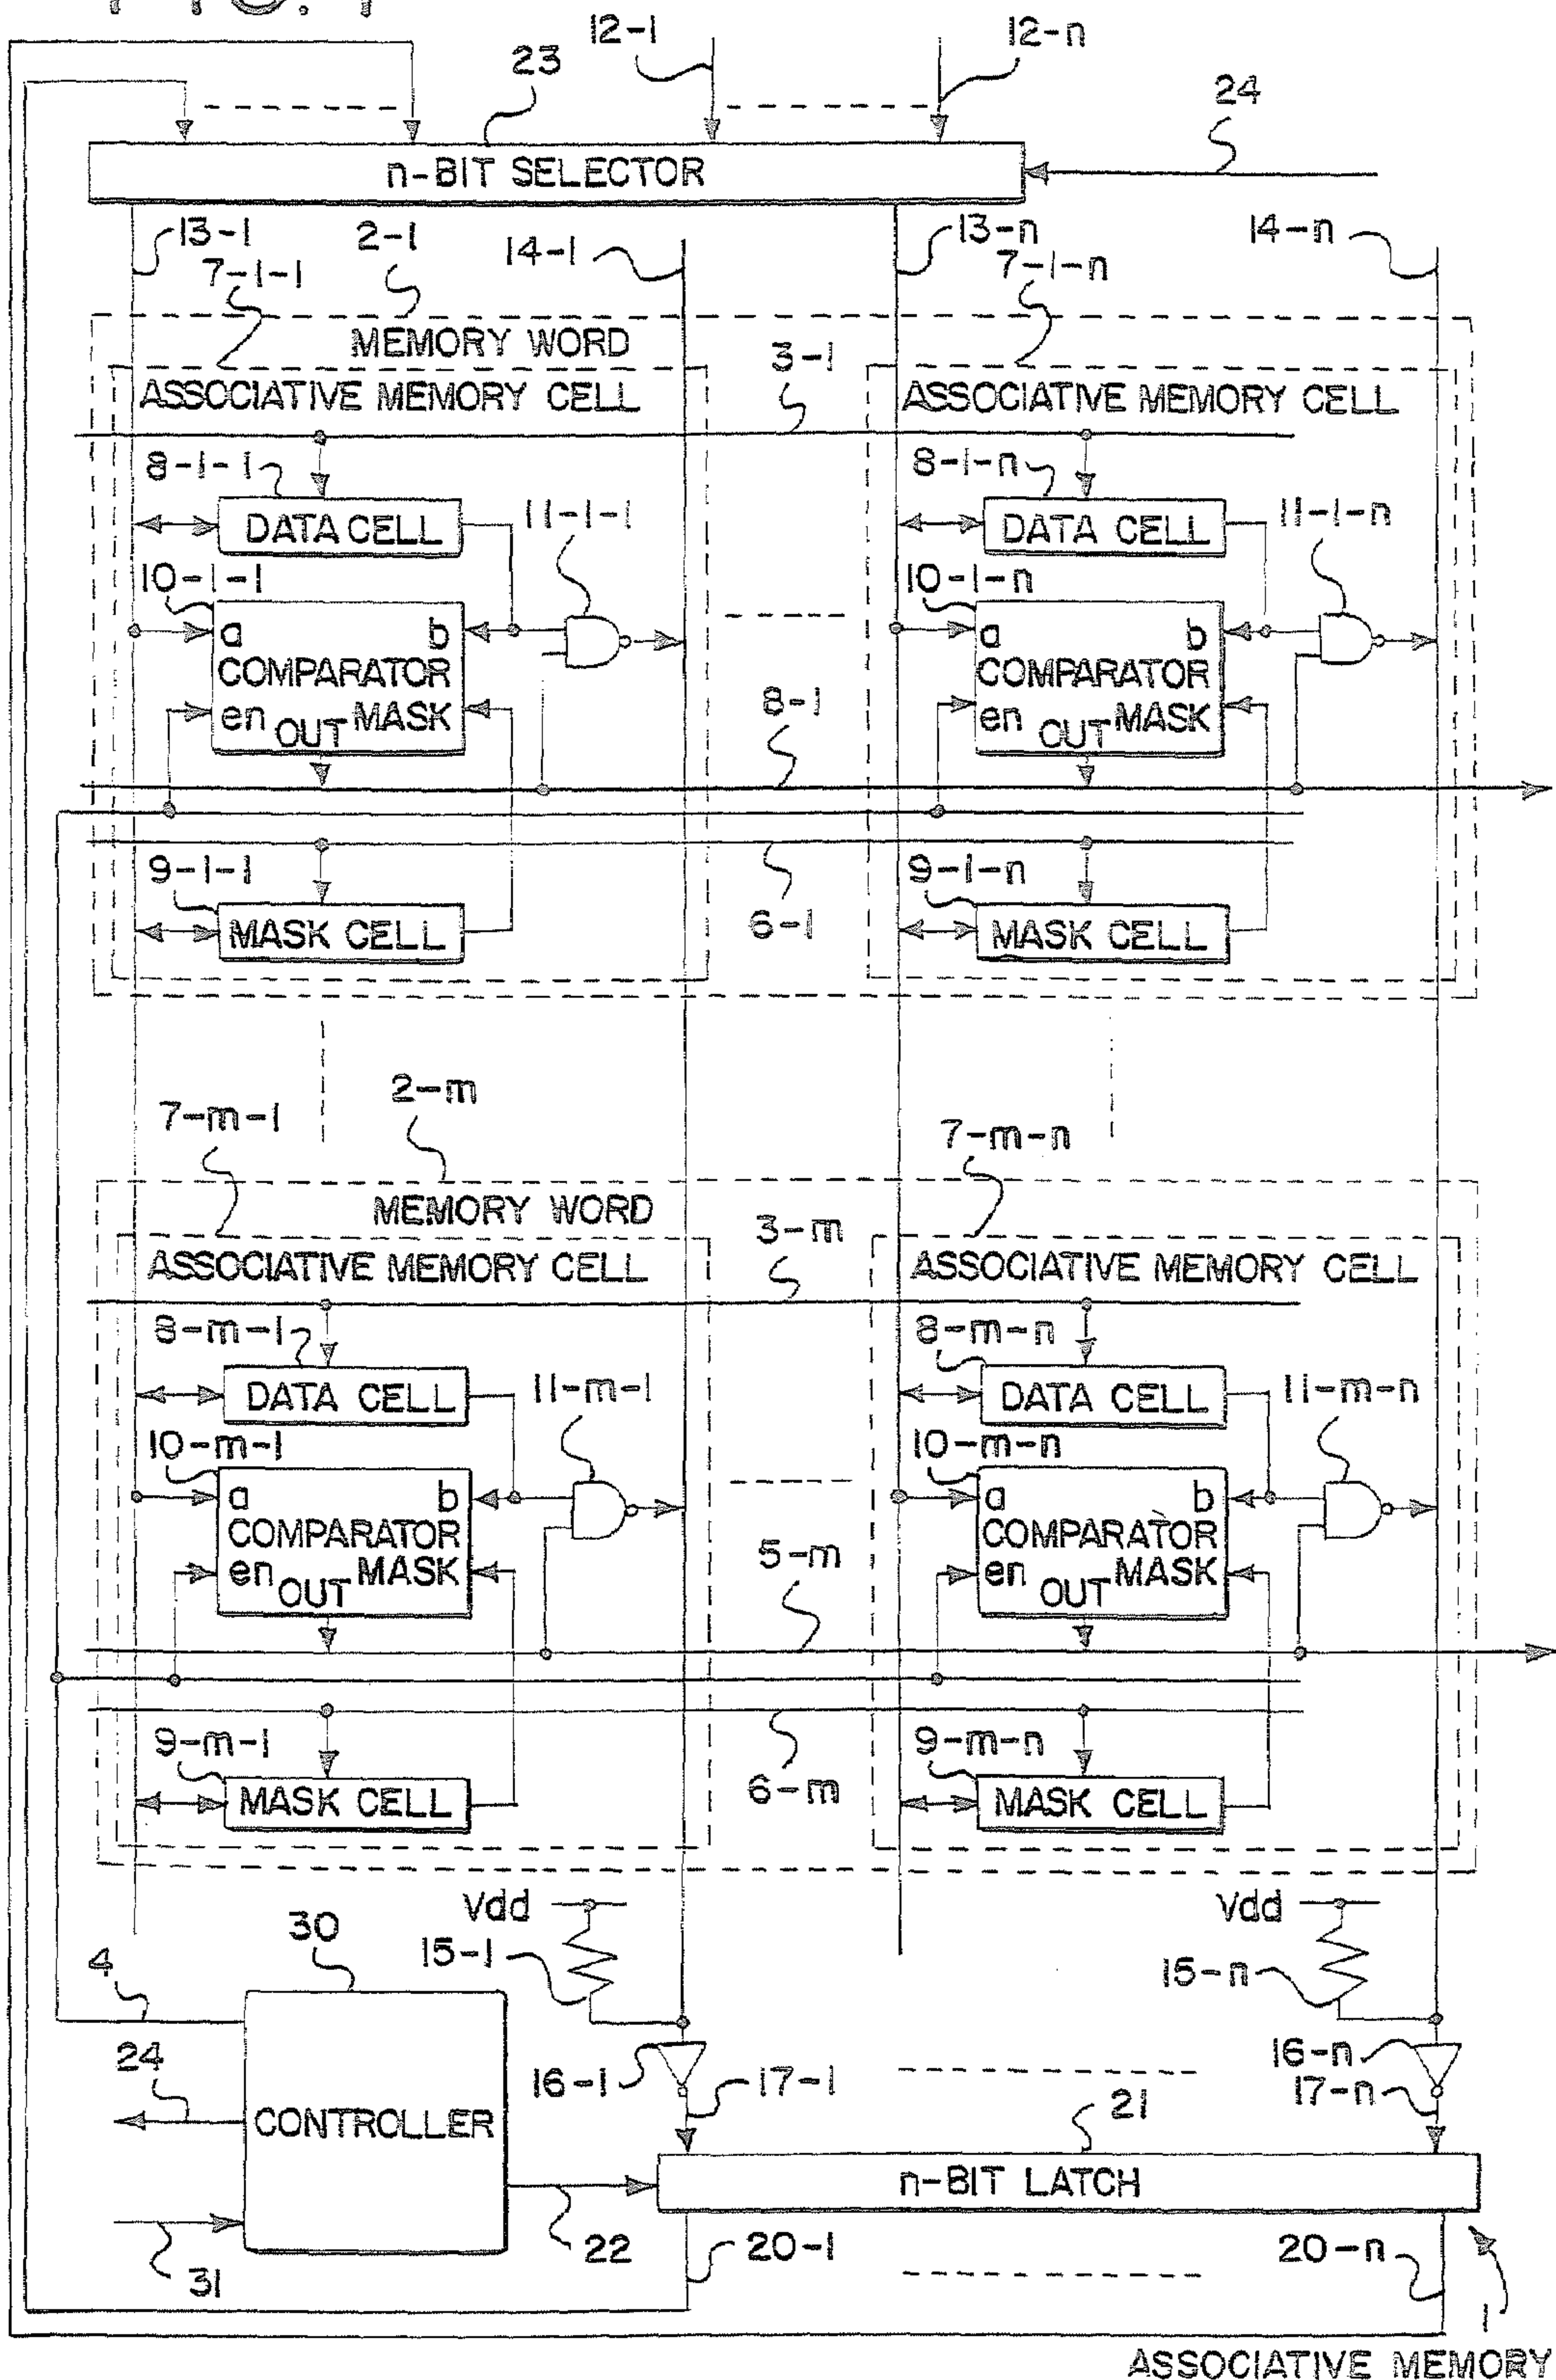 12-1
12-n
23
24
n-BIT SELECTOR
13-1
2-1
14-1
13-n
14-n
7-1-1
7-1-n
MEMORY WORD
3-1
ASSOCIATIVE MEMORY CELL
ASSOCIATIVE MEMORY CELL
8-1-1
8-1-n
DATA CELL
11-1-1
DATA CELL
11-1-n
10-1-1
10-1-n
a b
a b
COMPARATOR
COMPARATOR
en OUT MASK
8-1
en OUT MASK
9-1-1
9-1-n
6-1
MASK CELL
MASK CELL
2-m
7-m-1
7-m-n
MEMORY WORD
3-m
ASSOCIATIVE MEMORY CELL
ASSOCIATIVE MEMORY CELL
8-m-1
8-m-n
DATA CELL
11-m-1
DATA CELL
11-m-n
10-m-1
10-m-n
a b
a b
COMPARATOR
COMPARATOR
5-m
en OUT MASK
en OUT MASK
9-m-1
9-m-n
6-m
MASK CELL
MASK CELL
Vdd
Vdd
30
15-1
15-n
4
24
16-1
17-1
16-n
17-n
21
CONTROLLER
n-BIT LATCH
22
20-1
20-n
31
1
ASSOCIATIVE MEMORY